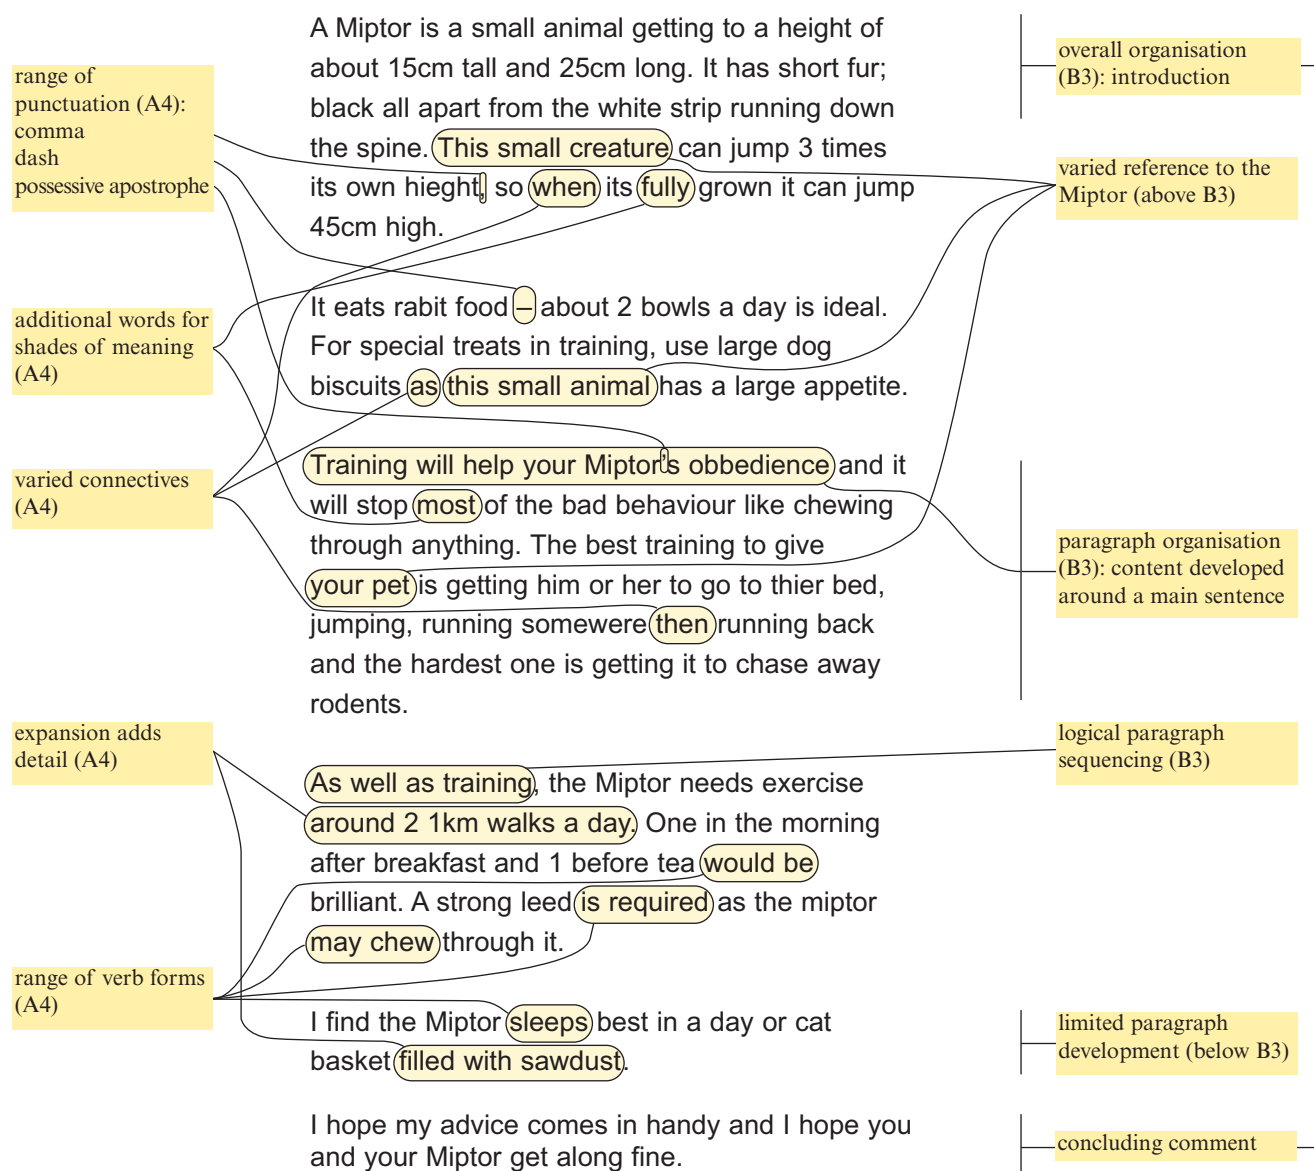 A Miptor is a small animal getting to a height of
about 15cm tall and 25cm long. It has short fur;
black all apart from the white strip running down
the spine. This small creature can jump 3 times
its own hieght, so when its fully grown it can jump
45cm high.
It eats rabit food – about 2 bowls a day is ideal.
For special treats in training, use large dog
biscuits as this small animal has a large appetite.
Training will help your Miptor's obbedience and it
will stop most of the bad behaviour like chewing
through anything. The best training to give
your pet is getting him or her to go to thier bed,
jumping, running somewere then running back
and the hardest one is getting it to chase away
rodents.
As well as training, the Miptor needs exercise
around 2 1km walks a day. One in the morning
after breakfast and 1 before tea would be
brilliant. A strong leed is required as the miptor
may chew through it.
I find the Miptor sleeps best in a day or cat
basket filled with sawdust.
I hope my advice comes in handy and I hope you
and your Miptor get along fine.
range of
punctuation (A4):
comma
dash
possessive apostrophe
additional words for
shades of meaning
(A4)
varied connectives
(A4)
expansion adds
detail (A4)
range of verb forms
(A4)
overall organisation
(B3): introduction
varied reference to the
Miptor (above B3)
paragraph organisation
(B3): content developed
around a main sentence
logical paragraph
sequencing (B3)
limited paragraph
development (below B3)
concluding comment